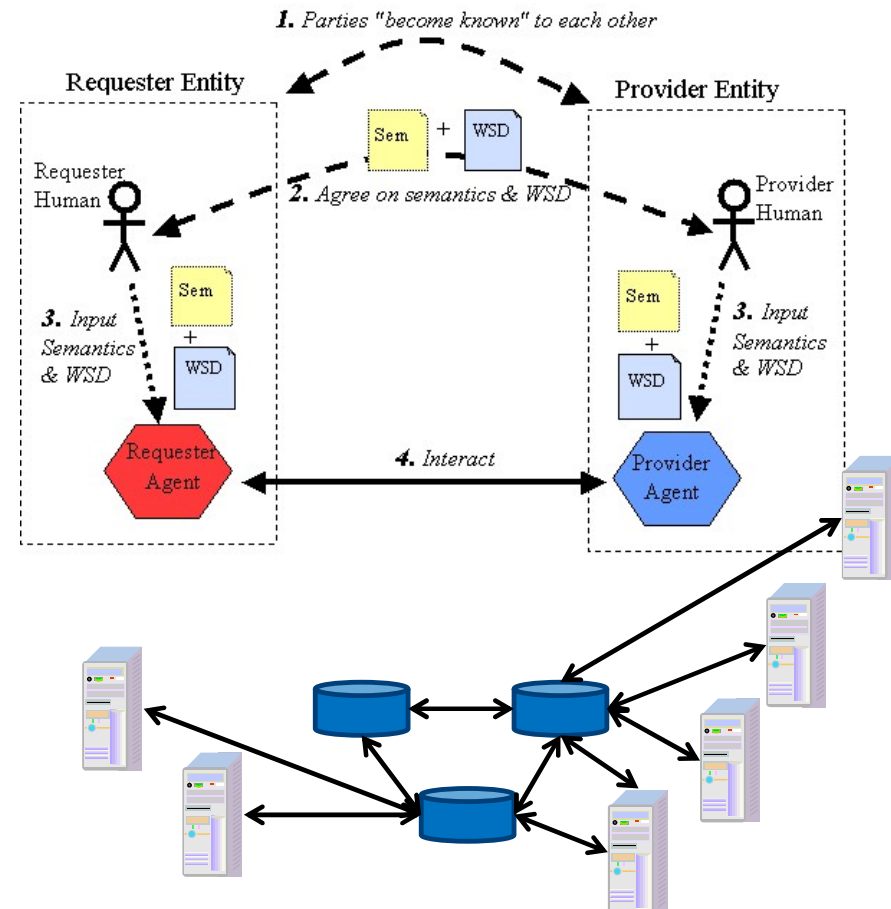 1. Parties "become known" to each other
Requester Entity
Provider Entity
Sem
+
WSD
Requester
Human
2. Agree on semantics & WSD
Provider
Human
Sem
+
WSD
3. Input
Semantics
& WSD
Sem
+
WSD
3. Input
Semantics
& WSD
Requester
Agent
4. Interact
Provider
Agent